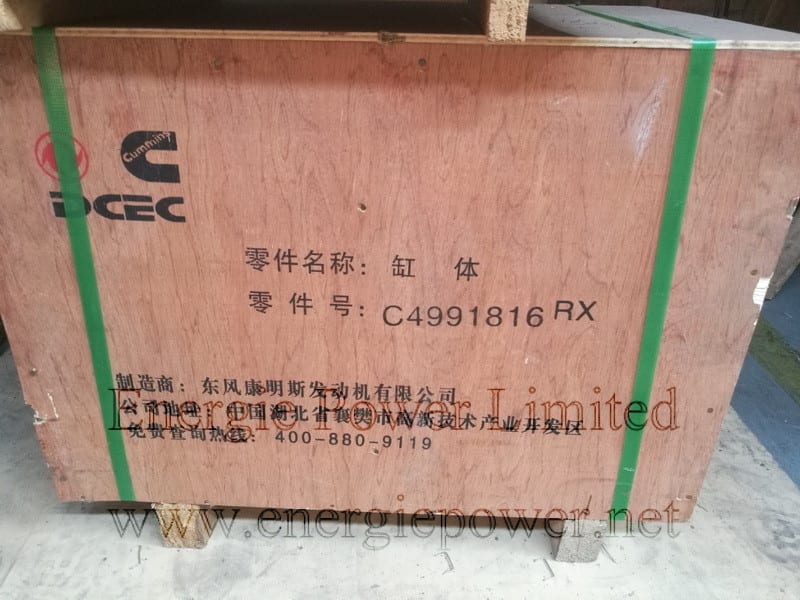 Cummins
DCEC
零件名称：缸 体
零 件 号：C4991816 RX
制造商：东风康明斯发动机有限公司
公司地址：中国湖北省襄樊市高新技术产业开发区
免费查询热线：400-880-9119
Energie Power Limited
www.energiepower.net